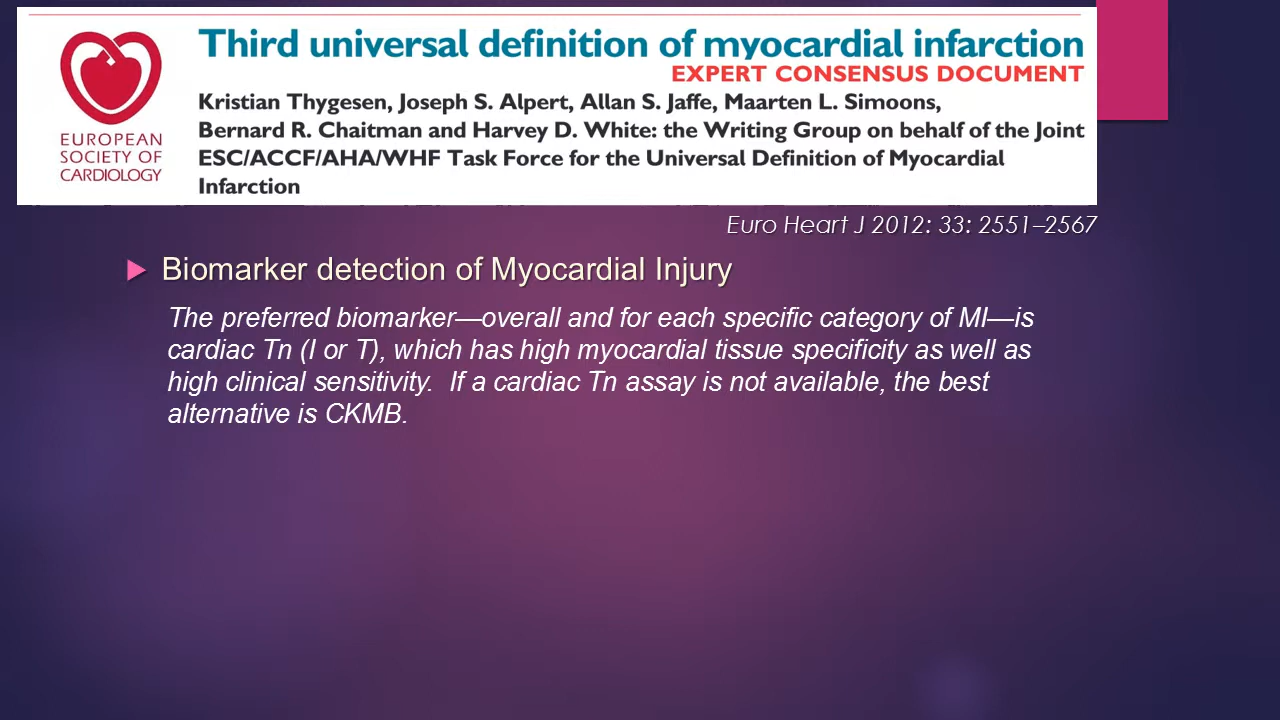 Third universal definition of myocardial infarction
EXPERT CONSENSUS DOCUMENT
Kristian Thygesen, Joseph S. Alpert, Allan S. Jaffe, Maarten L. Simoons,
Bernard R. Chaitman and Harvey D. White: the Writing Group on behalf of the Joint
ESC/ACCF/AHA/WHF Task Force for the Universal Definition of Myocardial
Infarction
EUROPEAN
SOCIETY OF
CARDIOLOGY
Euro Heart J 2012: 33: 2551–2567
Biomarker detection of Myocardial Injury
The preferred biomarker—overall and for each specific category of MI—is
cardiac Tn (I or T), which has high myocardial tissue specificity as well as
high clinical sensitivity.  If a cardiac Tn assay is not available, the best
alternative is CKMB.